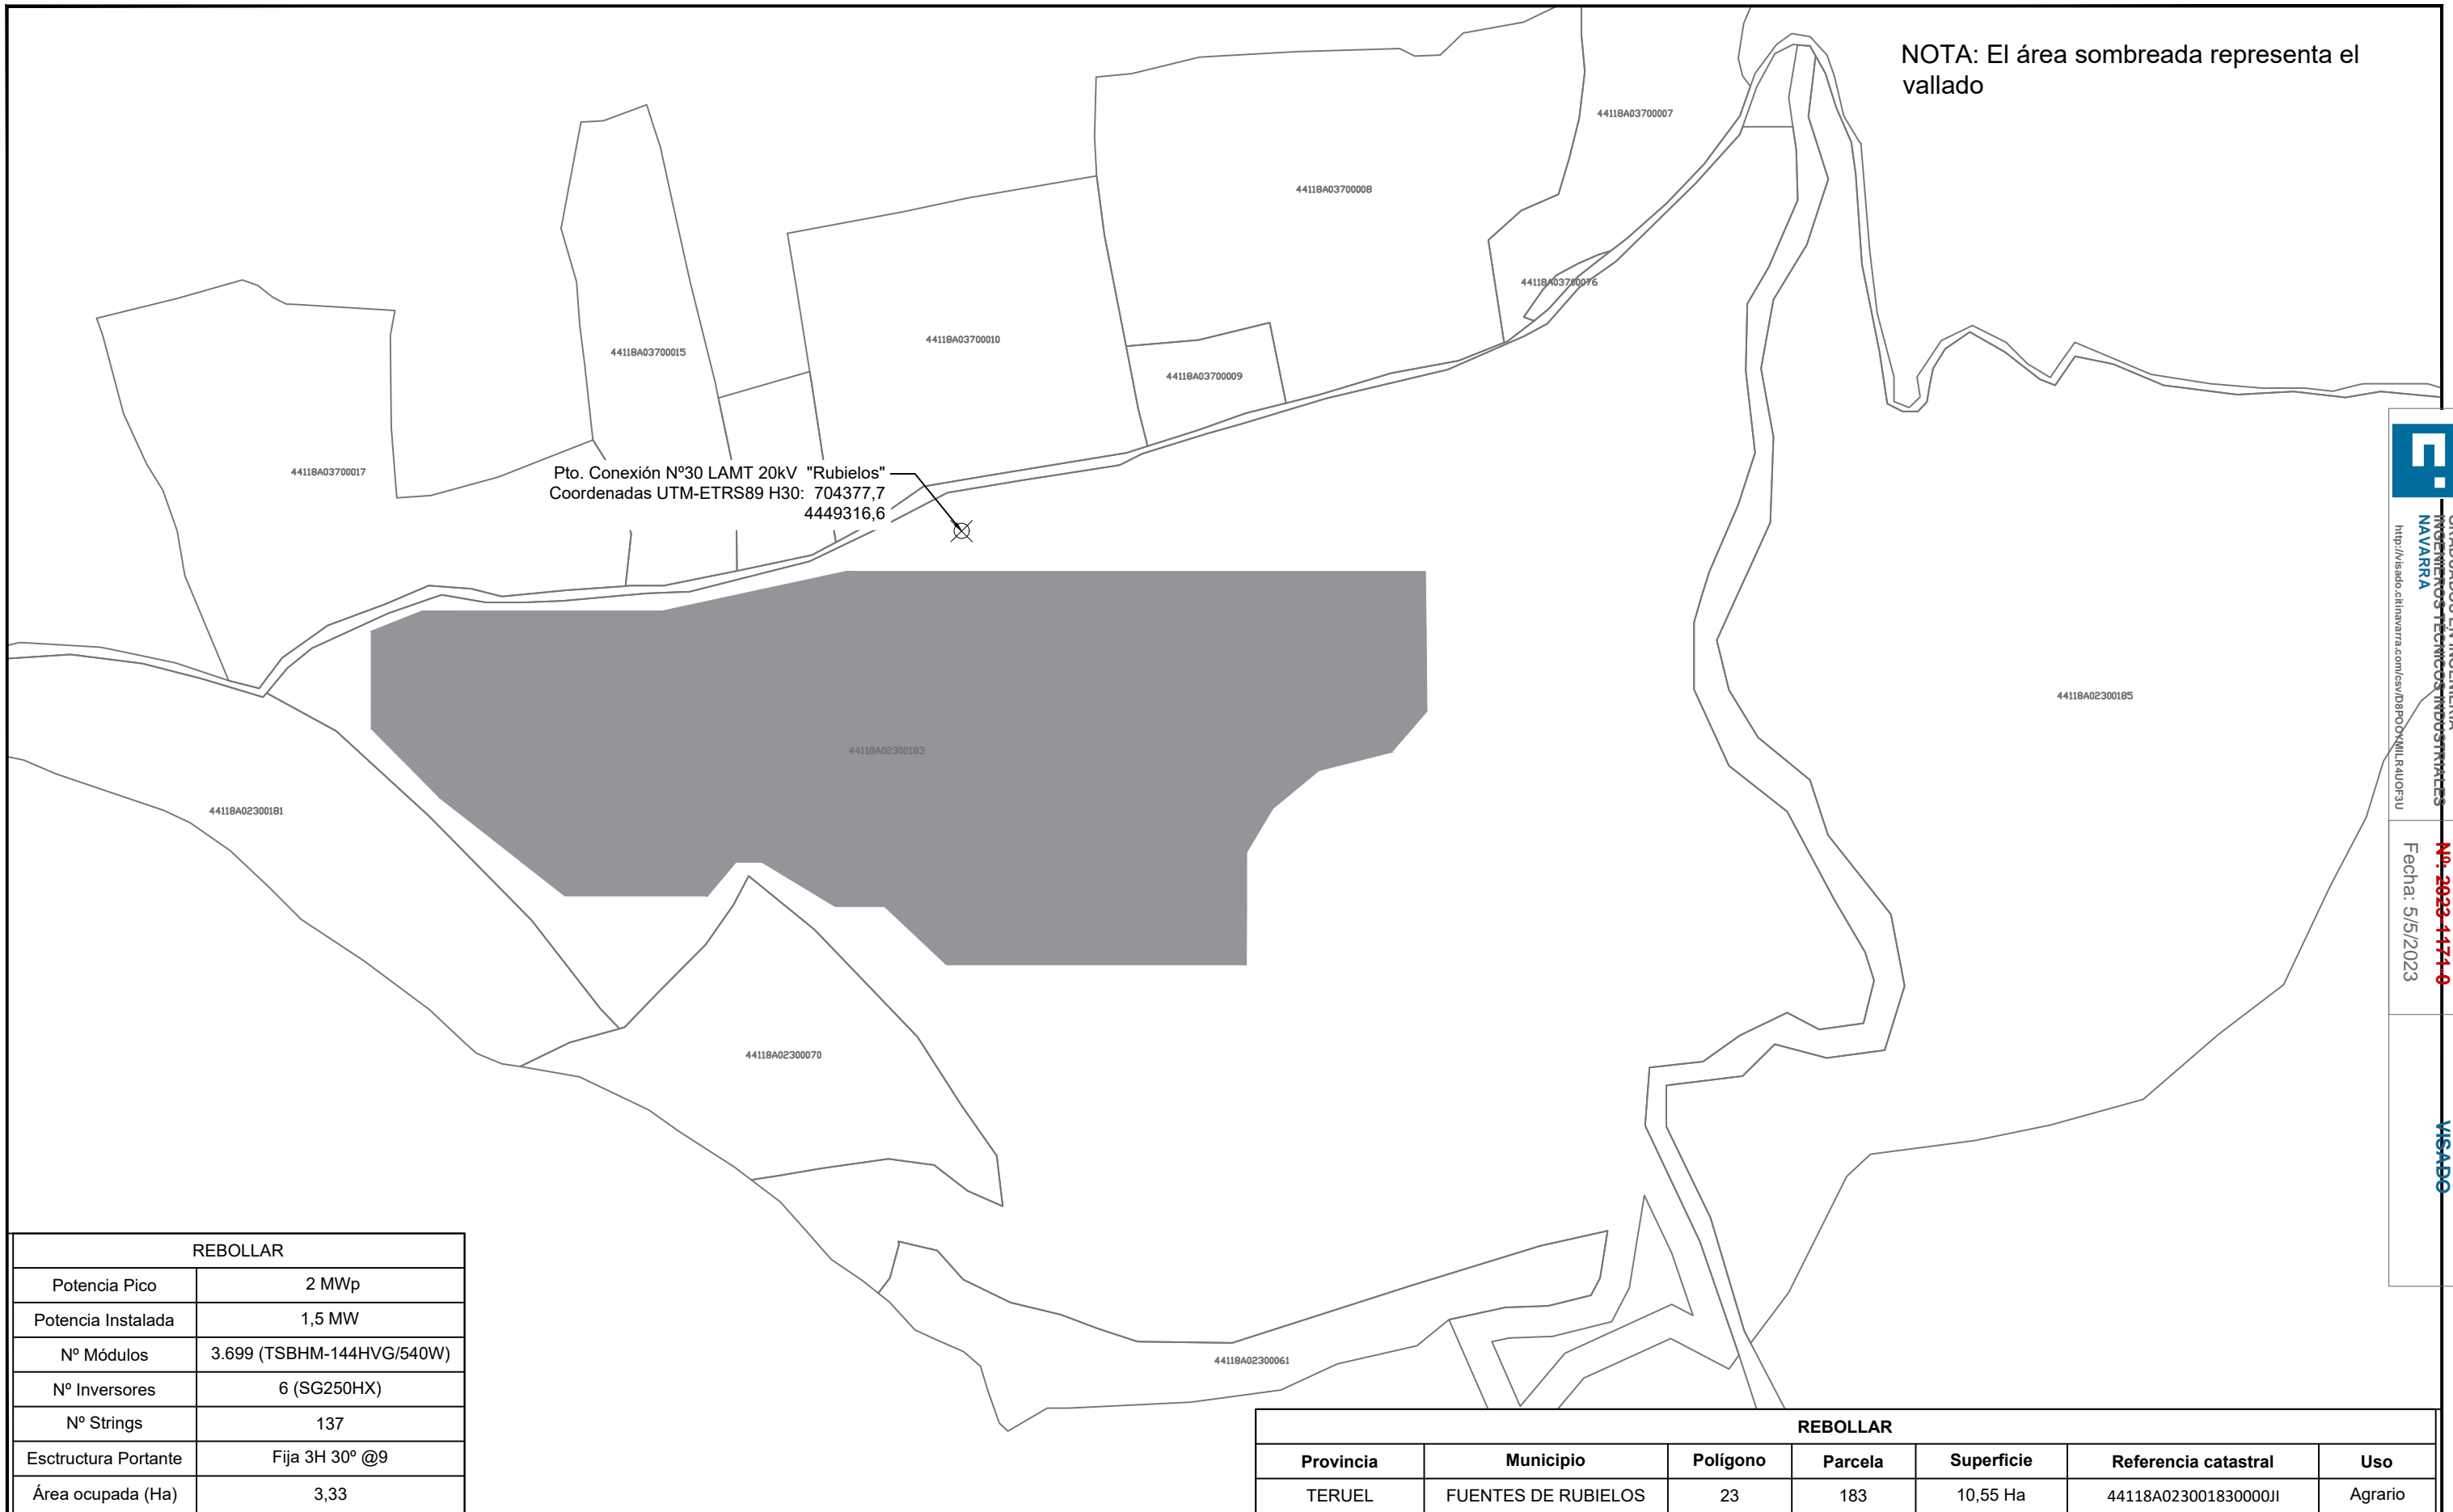 NOTA: El área sombreada representa el
vallado
44118A03700007
44118A03700008
44118A03700076
44118A03700010
44118A03700015
44118A03700009
44118A03700017
Pto. Conexión Nº30 LAMT 20kV "Rubielos"
Coordenadas UTM-ETRS89 H30: 704377,7
4449316,6
44118A02300185
44118A02300183
44118A02300181
44118A02300070
44118A02300061
INGENIEROS TÉCNICOS INDUSTRIALES
NAVARRA
Nº: 2023-1171-0
Fecha: 5/5/2023
VISADO
REBOLLAR
Potencia Pico 2 MWp
Potencia Instalada 1,5 MW
Nº Módulos 3.699 (TSBHM-144HVG/540W)
Nº Inversores 6 (SG250HX)
Nº Strings 137
Esctructura Portante Fija 3H 30º @9
Área ocupada (Ha) 3,33
REBOLLAR
Provincia Municipio Polígono Parcela Superficie Referencia catastral Uso
TERUEL FUENTES DE RUBIELOS 23 183 10,55 Ha 44118A023001830000JI Agrario